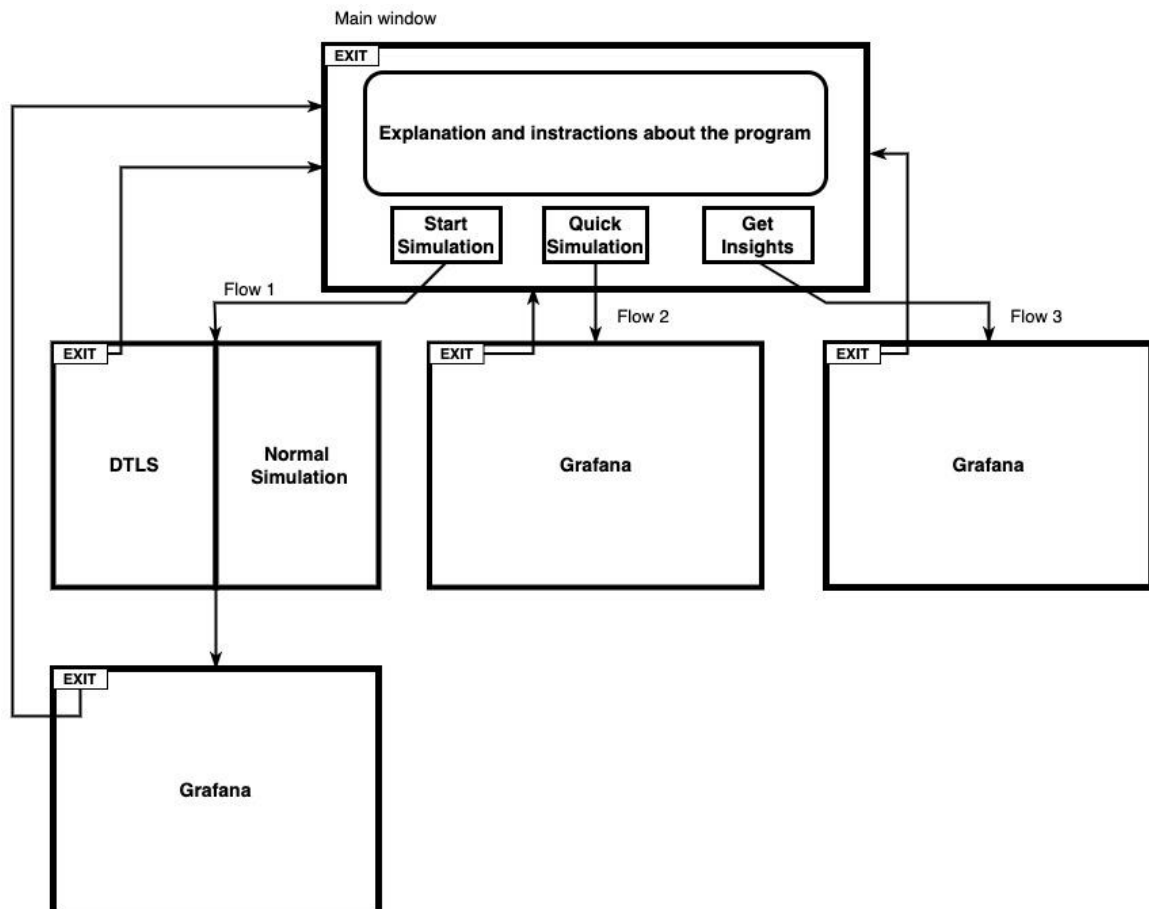 Main window
EXIT
Explanation and instractions about the program
Start
Simulation
Quick
Simulation
Get
Insights
Flow 1
Flow 2
Flow 3
EXIT
DTLS
Normal
Simulation
EXIT
Grafana
EXIT
Grafana
EXIT
Grafana